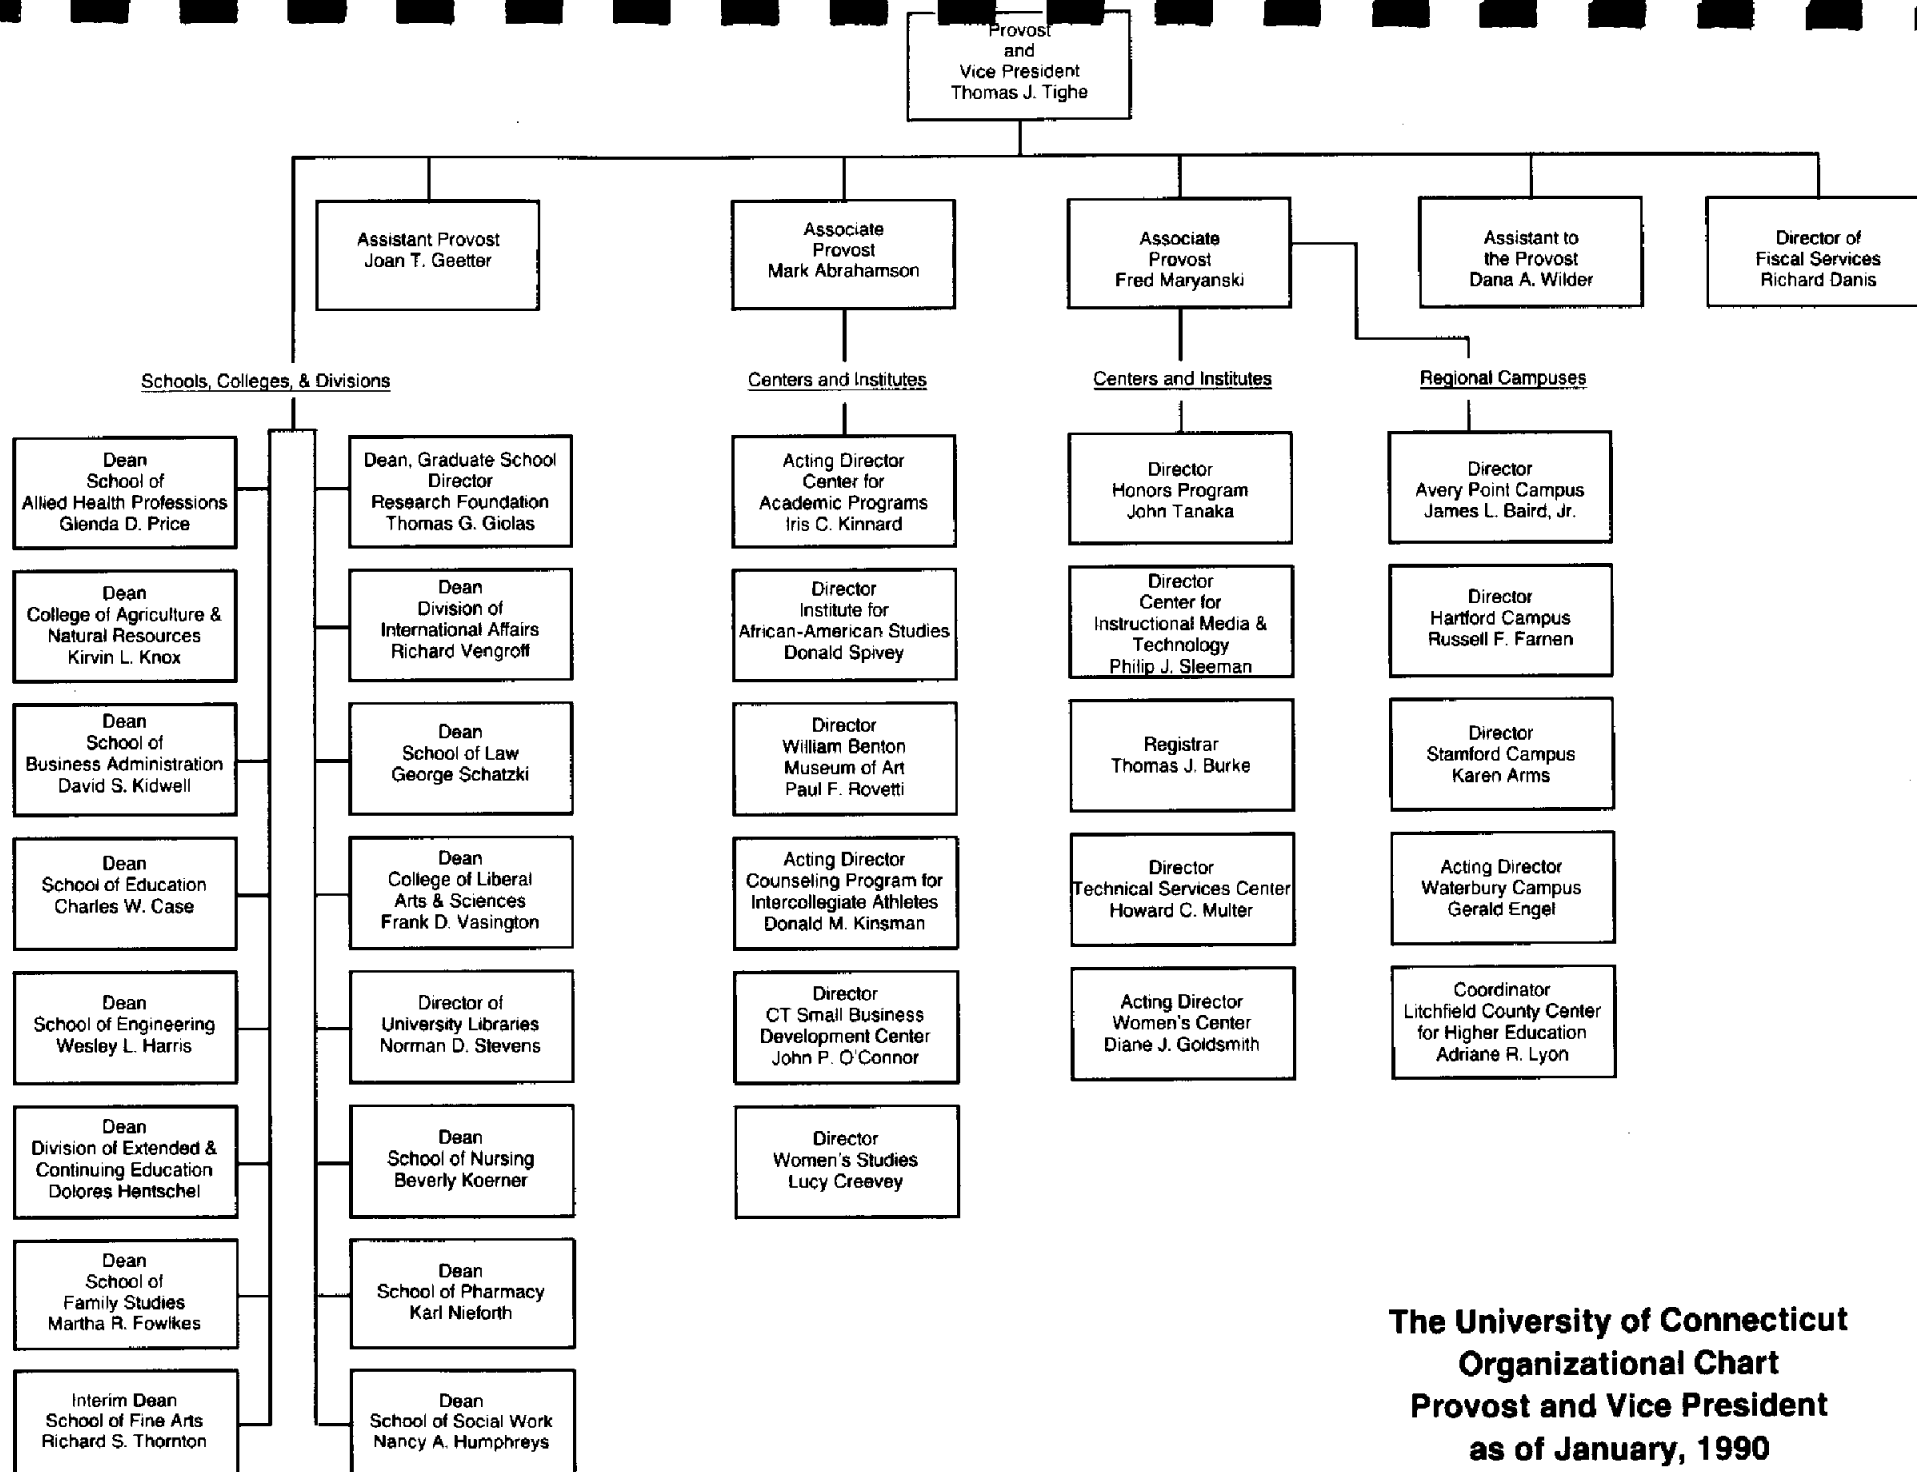 Provost
and
Vice President
Thomas J. Tighe
Assistant Provost
Joan T. Geetter
Associate
Provost
Mark Abrahamson
Associate
Provost
Fred Maryanski
Assistant to
the Provost
Dana A. Wilder
Director of
Fiscal Services
Richard Danis
Schools, Colleges, & Divisions
Dean
School of
Allied Health Professions
Glenda D. Price
Dean
College of Agriculture &
Natural Resources
Kirvin L. Knox
Dean
School of
Business Administration
David S. Kidwell
Dean
School of Education
Charles W. Case
Dean
School of Engineering
Wesley L. Harris
Dean
Division of Extended &
Continuing Education
Dolores Hentschel
Dean
School of
Family Studies
Martha R. Fowlkes
Interim Dean
School of Fine Arts
Richard S. Thornton
Dean, Graduate School
Director
Research Foundation
Thomas G. Giolas
Dean
Division of
International Affairs
Richard Vengroff
Dean
School of Law
George Schatzki
Dean
College of Liberal
Arts & Sciences
Frank D. Vasington
Director of
University Libraries
Norman D. Stevens
Dean
School of Nursing
Beverly Koerner
Dean
School of Pharmacy
Karl Nieforth
Dean
School of Social Work
Nancy A. Humphreys
Centers and Institutes
Acting Director
Center for
Academic Programs
Iris C. Kinnard
Director
Institute for
African-American Studies
Donald Spivey
Director
William Benton
Museum of Art
Paul F. Rovetti
Acting Director
Counseling Program for
Intercollegiate Athletes
Donald M. Kinsman
Director
CT Small Business
Development Center
John P. O'Connor
Director
Women's Studies
Lucy Creevey
Centers and Institutes
Director
Honors Program
John Tanaka
Director
Center for
Instructional Media &
Technology
Philip J. Sleeman
Registrar
Thomas J. Burke
Director
Technical Services Center
Howard C. Multer
Acting Director
Women's Center
Diane J. Goldsmith
Regional Campuses
Director
Avery Point Campus
James L. Baird, Jr.
Director
Hartford Campus
Russell F. Farnen
Director
Stamford Campus
Karen Arms
Acting Director
Waterbury Campus
Gerald Engel
Coordinator
Litchfield County Center
for Higher Education
Adriane R. Lyon
The University of Connecticut
Organizational Chart
Provost and Vice President
as of January, 1990